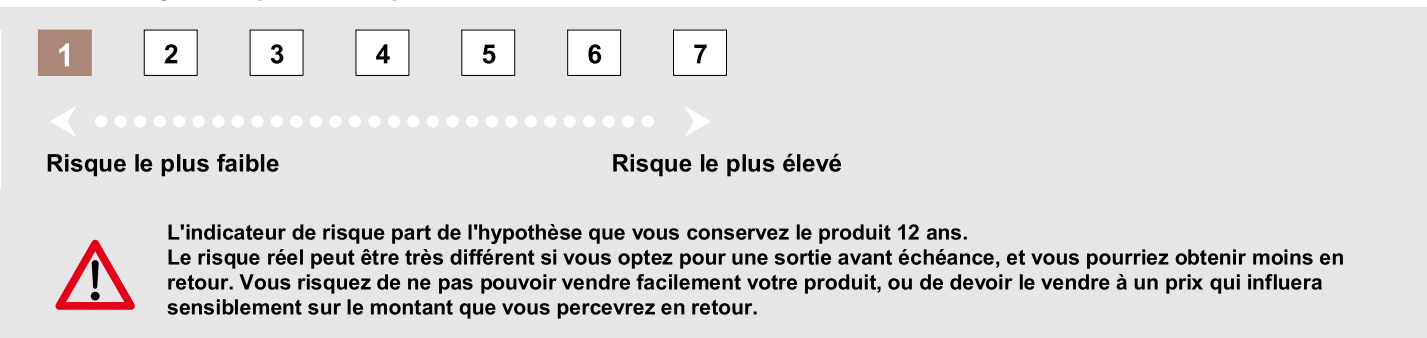 1 2 3 4 5 6 7
Risque le plus faible Risque le plus élevé
L'indicateur de risque part de l'hypothèse que vous conservez le produit 12 ans.
Le risque réel peut être très différent si vous optez pour une sortie avant échéance, et vous pourriez obtenir moins en
retour. Vous risquez de ne pas pouvoir vendre facilement votre produit, ou de devoir le vendre à un prix qui influera
sensiblement sur le montant que vous percevrez en retour.